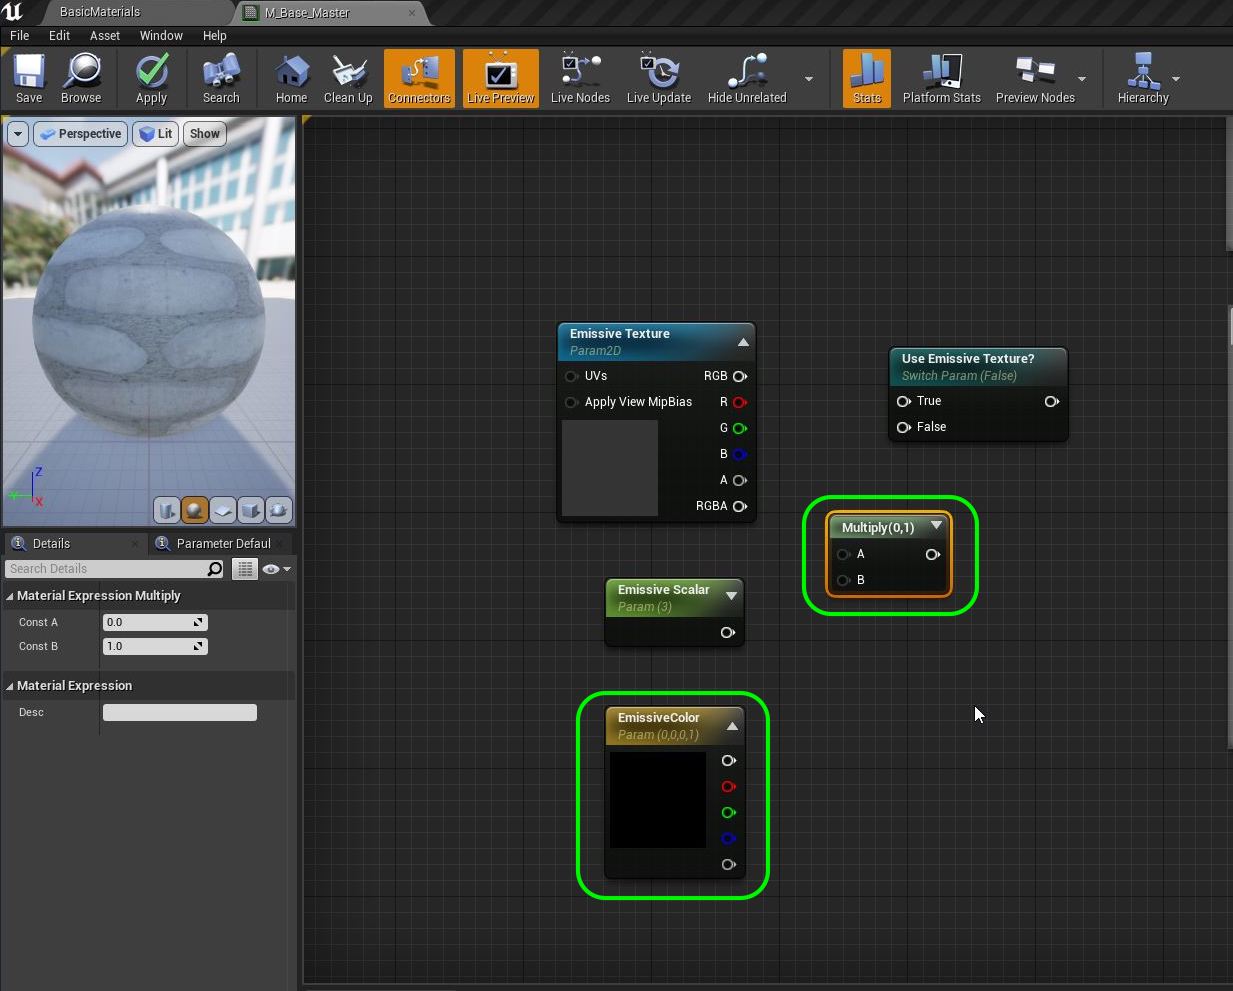 BasicMaterials
M_Base_Master
File Edit Asset Window Help
Save Browse Apply Search Home Clean Up Connectors Live Preview Live Nodes Live Update Hide Unrelated Stats Platform Stats Preview Nodes Hierarchy
Perspective Lit Show
Z
Y
X
Details
Parameter Defaul
Search Details
Material Expression Multiply
Const A 0.0
Const B 1.0
Material Expression
Desc
Emissive Texture
Param2D
UVs RGB
Apply View MipBias R
G
B
A
RGBA
Use Emissive Texture?
Switch Param (False)
True
False
Multiply(0,1)
A
B
Emissive Scalar
Param (3)
EmissiveColor
Param (0,0,0,1)